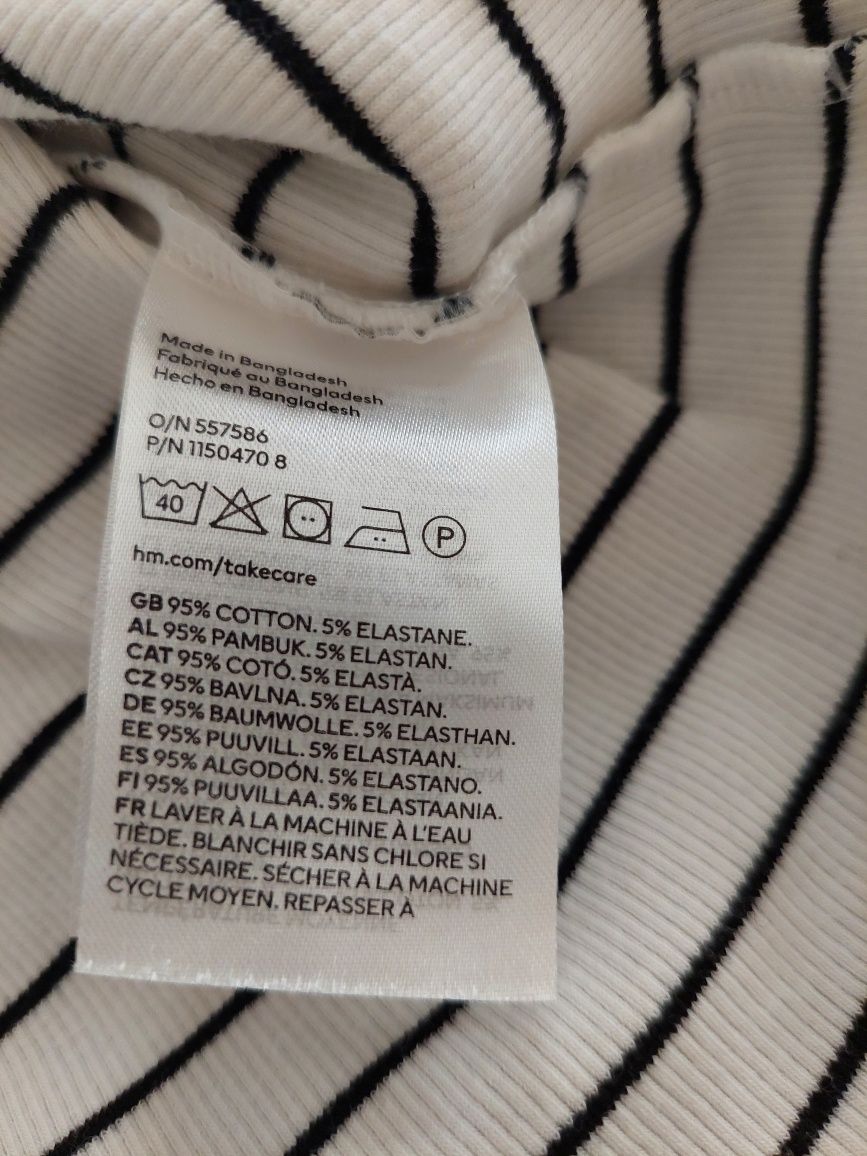 Made in Bangladesh
Fabriqué au Bangladesh
Hecho en Bangladesh
O/N 557586
P/N 1150470 8
40
P
hm.com/takecare
GB 95% COTTON. 5% ELASTANE.
AL 95% PAMBUK. 5% ELASTAN.
CAT 95% COTÓ. 5% ELASTÀ.
CZ 95% BAVLNA. 5% ELASTAN.
DE 95% BAUMWOLLE. 5% ELASTHAN.
EE 95% PUUVILL. 5% ELASTAAN.
ES 95% ALGODÓN. 5% ELASTANO.
FI 95% PUUVILLAA. 5% ELASTAANIA.
FR LAVER À LA MACHINE À L'EAU
TIÈDE. BLANCHIR SANS CHLORE SI
NÉCESSAIRE. SÉCHER À LA MACHINE
CYCLE MOYEN. REPASSER À